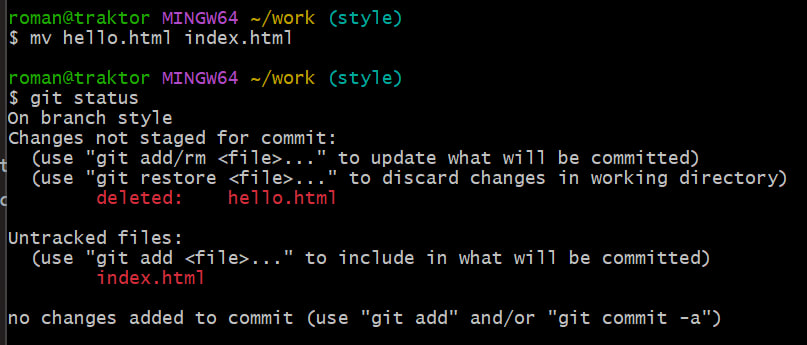 roman@traktor MINGW64 ~/work (style)
$ mv hello.html index.html
roman@traktor MINGW64 ~/work (style)
$ git status
On branch style
Changes not staged for commit:
(use "git add/rm <file>..." to update what will be committed)
(use "git restore <file>..." to discard changes in working directory)
deleted: hello.html
Untracked files:
(use "git add <file>..." to include in what will be committed)
index.html
no changes added to commit (use "git add" and/or "git commit -a")